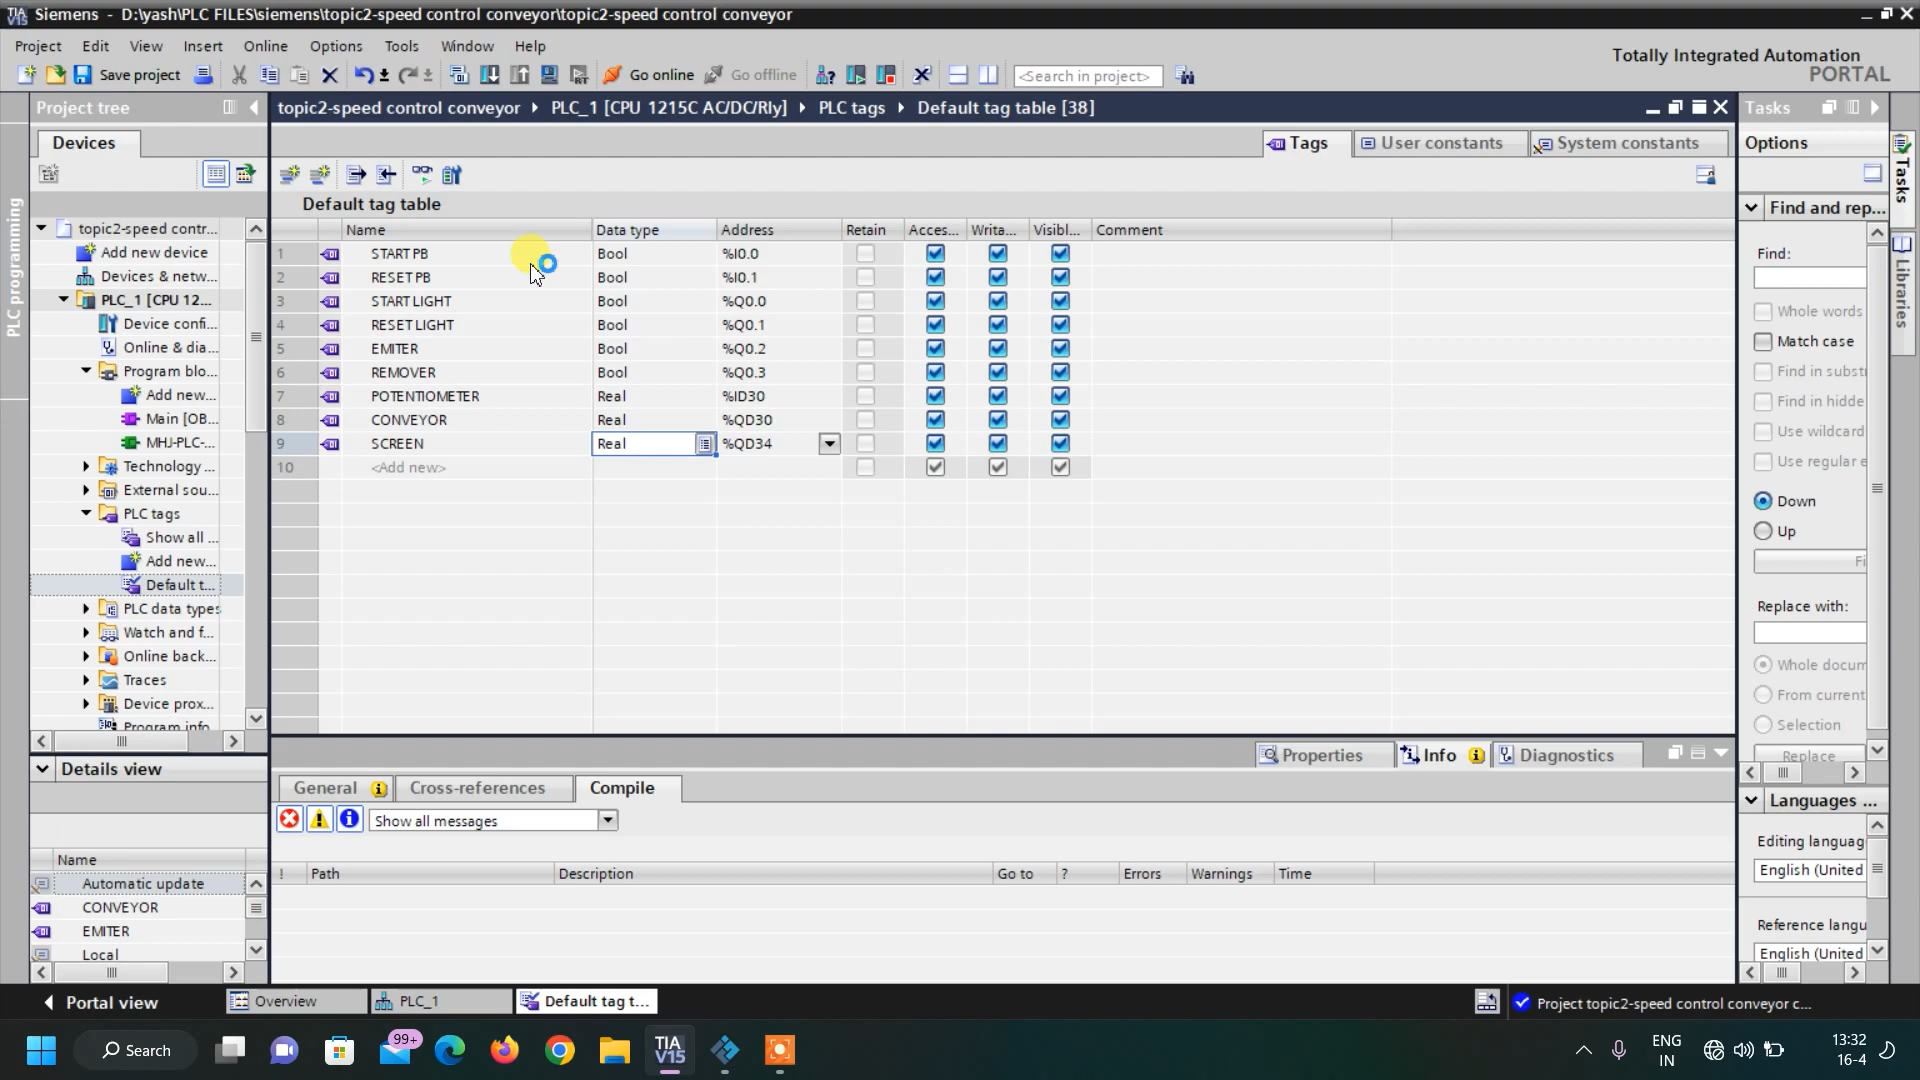 Siemens - D:\yash\PLC FILES\siemens\topic2-speed control conveyor\topic2-speed control conveyor
Project Edit View Insert Online Options Tools Window Help
Totally Integrated Automation
PORTAL
Save project
Go online
Go offline
<Search in project>
Project tree
topic2-speed control conveyor PLC_1 [CPU 1215C AC/DC/Rly] PLC tags Default tag table [38]
Tasks
Devices
Tags
User constants
System constants
Options
Default tag table
Name Data type Address Retain Acces... Writa... Visibl... Comment
1 START PB Bool %I0.0
2 RESET PB Bool %I0.1
3 START LIGHT Bool %Q0.0
4 RESET LIGHT Bool %Q0.1
5 EMITER Bool %Q0.2
6 REMOVER Bool %Q0.3
7 POTENTIOMETER Real %ID30
8 CONVEYOR Real %QD30
9 SCREEN Real %QD34
10 <Add new>
topic2-speed contr...
Add new device
Devices & netw...
PLC_1 [CPU 12...
Device confi...
Online & dia...
Program blo...
Add new...
Main [OB...
MHJ-PLC-...
Technology ...
External sou...
PLC tags
Show all ...
Add new...
Default t...
PLC data types
Watch and f...
Online back...
Traces
Device prox...
Program info
PLC programming
Tasks
Libraries
Find and rep...
Find:
Whole words
Match case
Find in subst
Find in hidde
Use wildcard
Use regular e
Down
Up
Fi
Replace with:
Whole docum
From current
Selection
Replace
Languages ...
Editing languag
English (United
Reference langu
English (United
Properties
Info
Diagnostics
General
Cross-references
Compile
Show all messages
! Path Description Go to ? Errors Warnings Time
Details view
Name
Automatic update
CONVEYOR
EMITER
Local
Portal view
Overview
PLC_1
Default tag t...
Project topic2-speed control conveyor c...
Search
99+
TIA
V15
ENG
IN
13:32
16-4